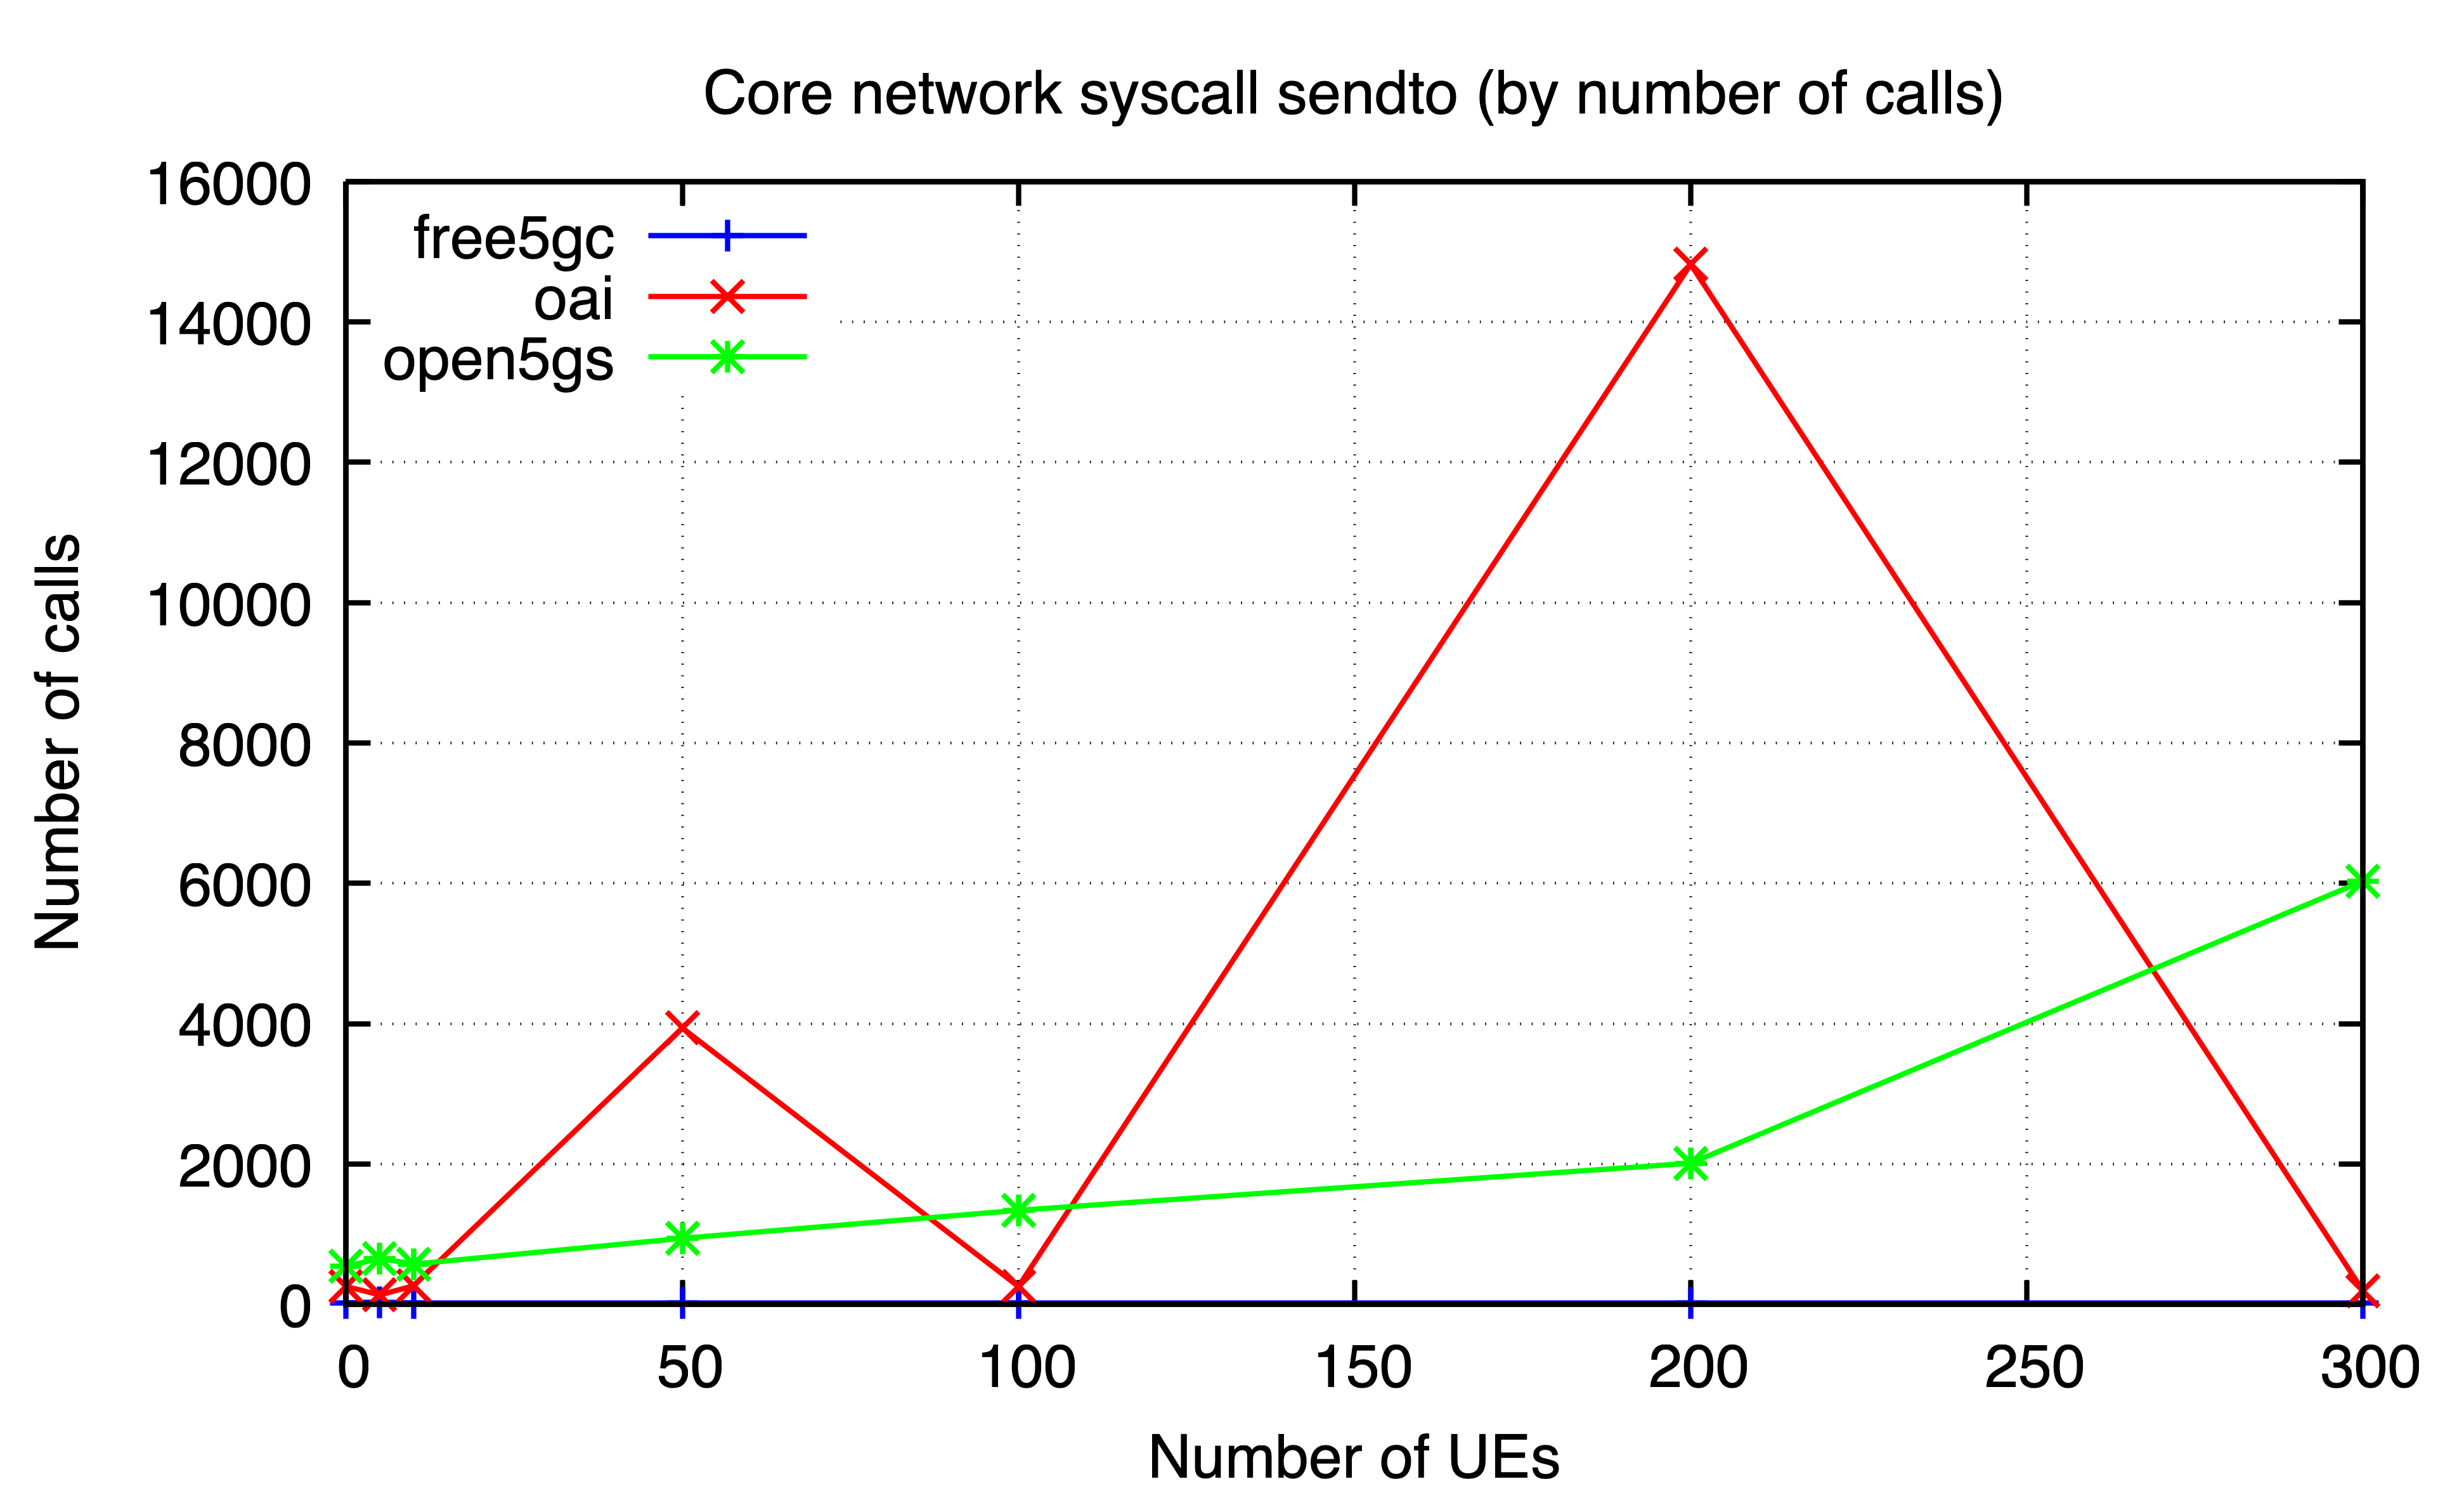 Core network syscall sendto (by number of calls)
16000
14000
12000
10000
8000
6000
4000
2000
0
free5gc
oai
open5gs
Number of calls
0 50 100 150 200 250 300
Number of UEs